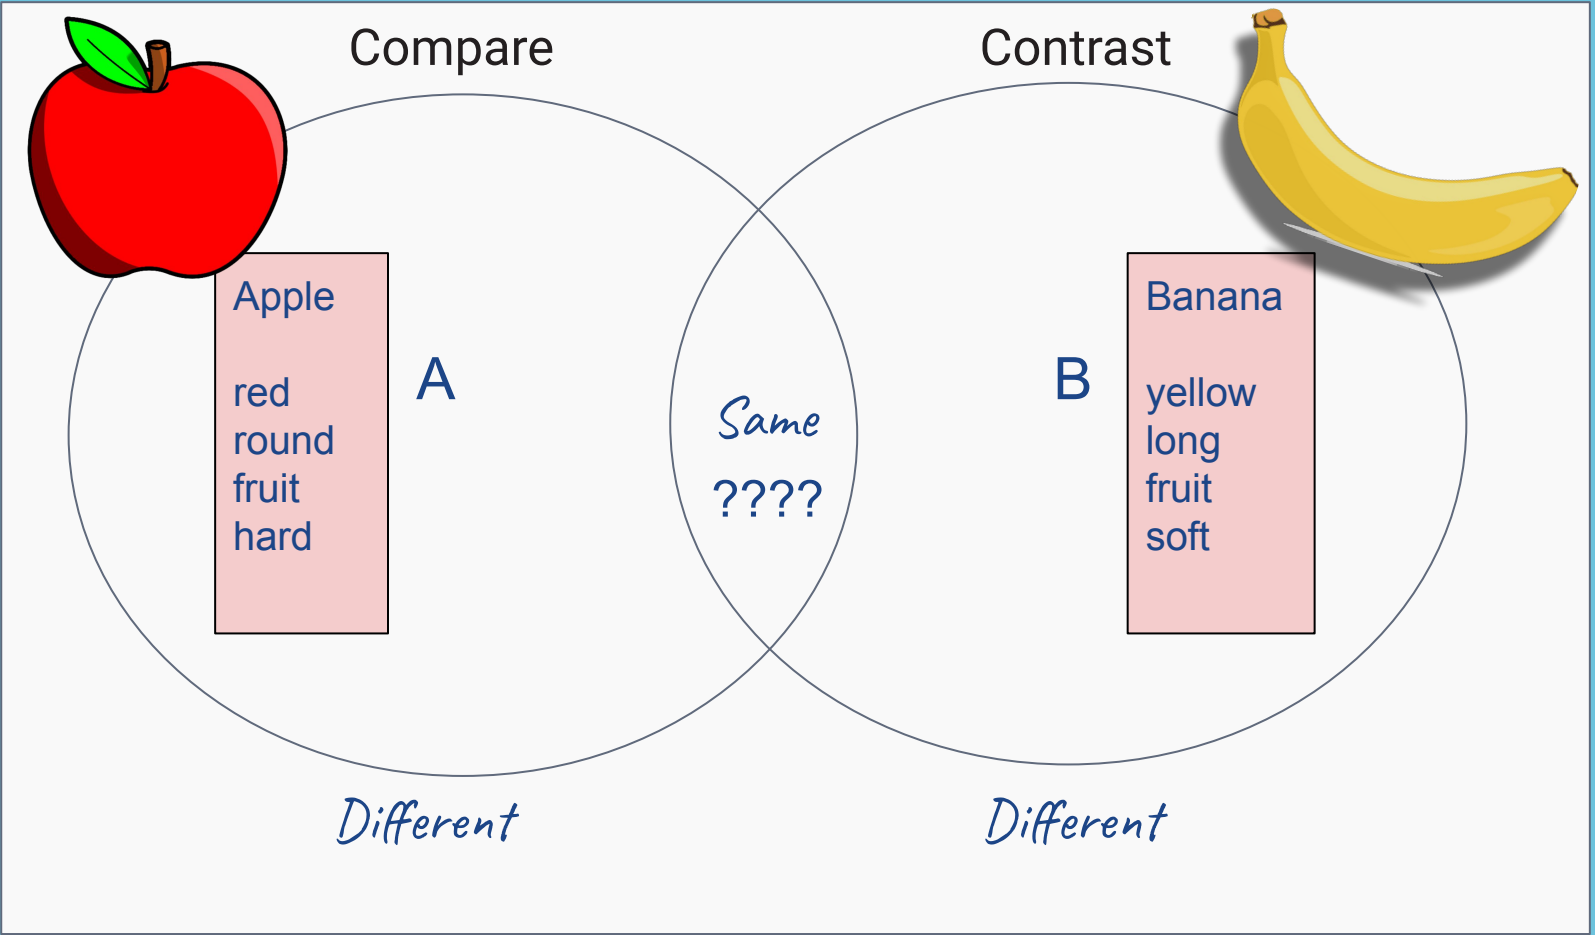 Compare
Contrast
Apple
red
round
fruit
hard
A
Same
????
B
Banana
yellow
long
fruit
soft
Different
Different